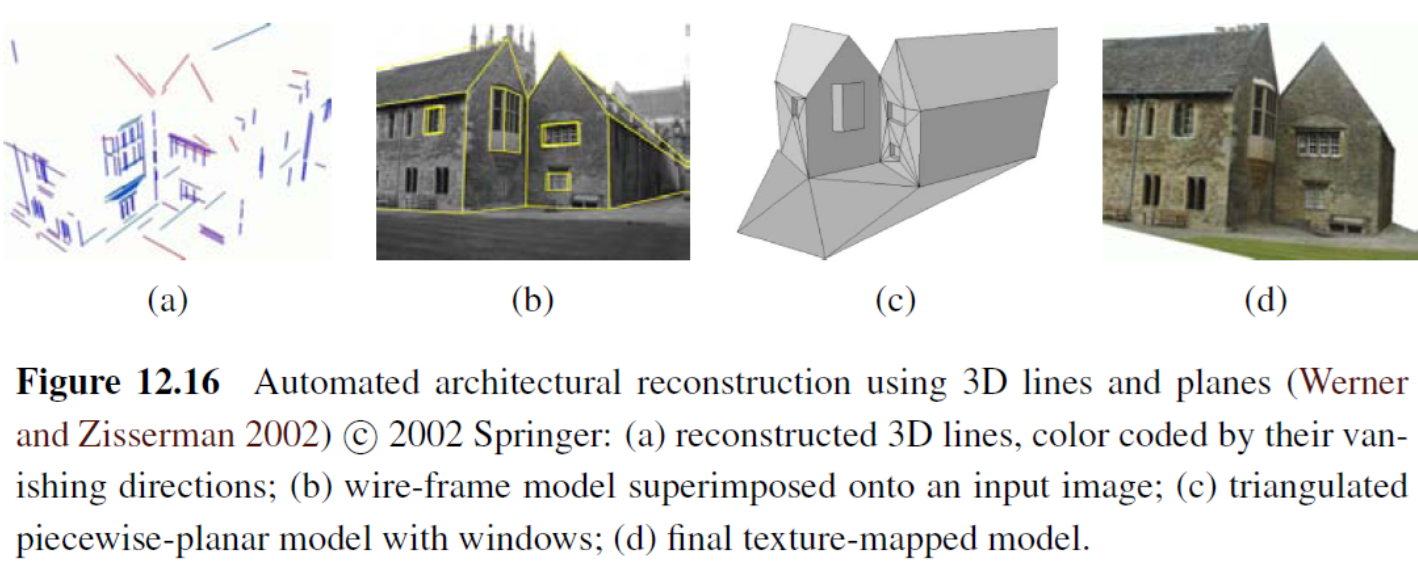 (a)
(b)
(c)
(d)
Figure 12.16 Automated architectural reconstruction using 3D lines and planes (Werner
and Zisserman 2002) © 2002 Springer: (a) reconstructed 3D lines, color coded by their van-
ishing directions; (b) wire-frame model superimposed onto an input image; (c) triangulated
piecewise-planar model with windows; (d) final texture-mapped model.